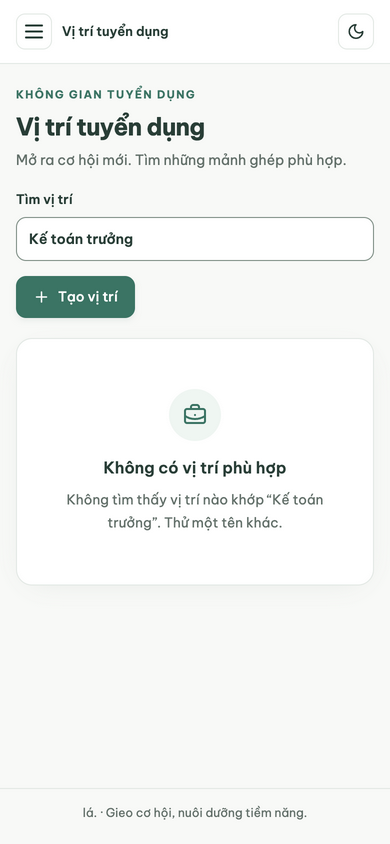 Vị trí tuyển dụng
KHÔNG GIAN TUYỂN DỤNG
Vị trí tuyển dụng
Mở ra cơ hội mới. Tìm những mảnh ghép phù hợp.
Tìm vị trí
Kế toán trưởng
Tạo vị trí
Không có vị trí phù hợp
Không tìm thấy vị trí nào khớp “Kế toán
trưởng”. Thử một tên khác.
lá. · Gieo cơ hội, nuôi dưỡng tiềm năng.